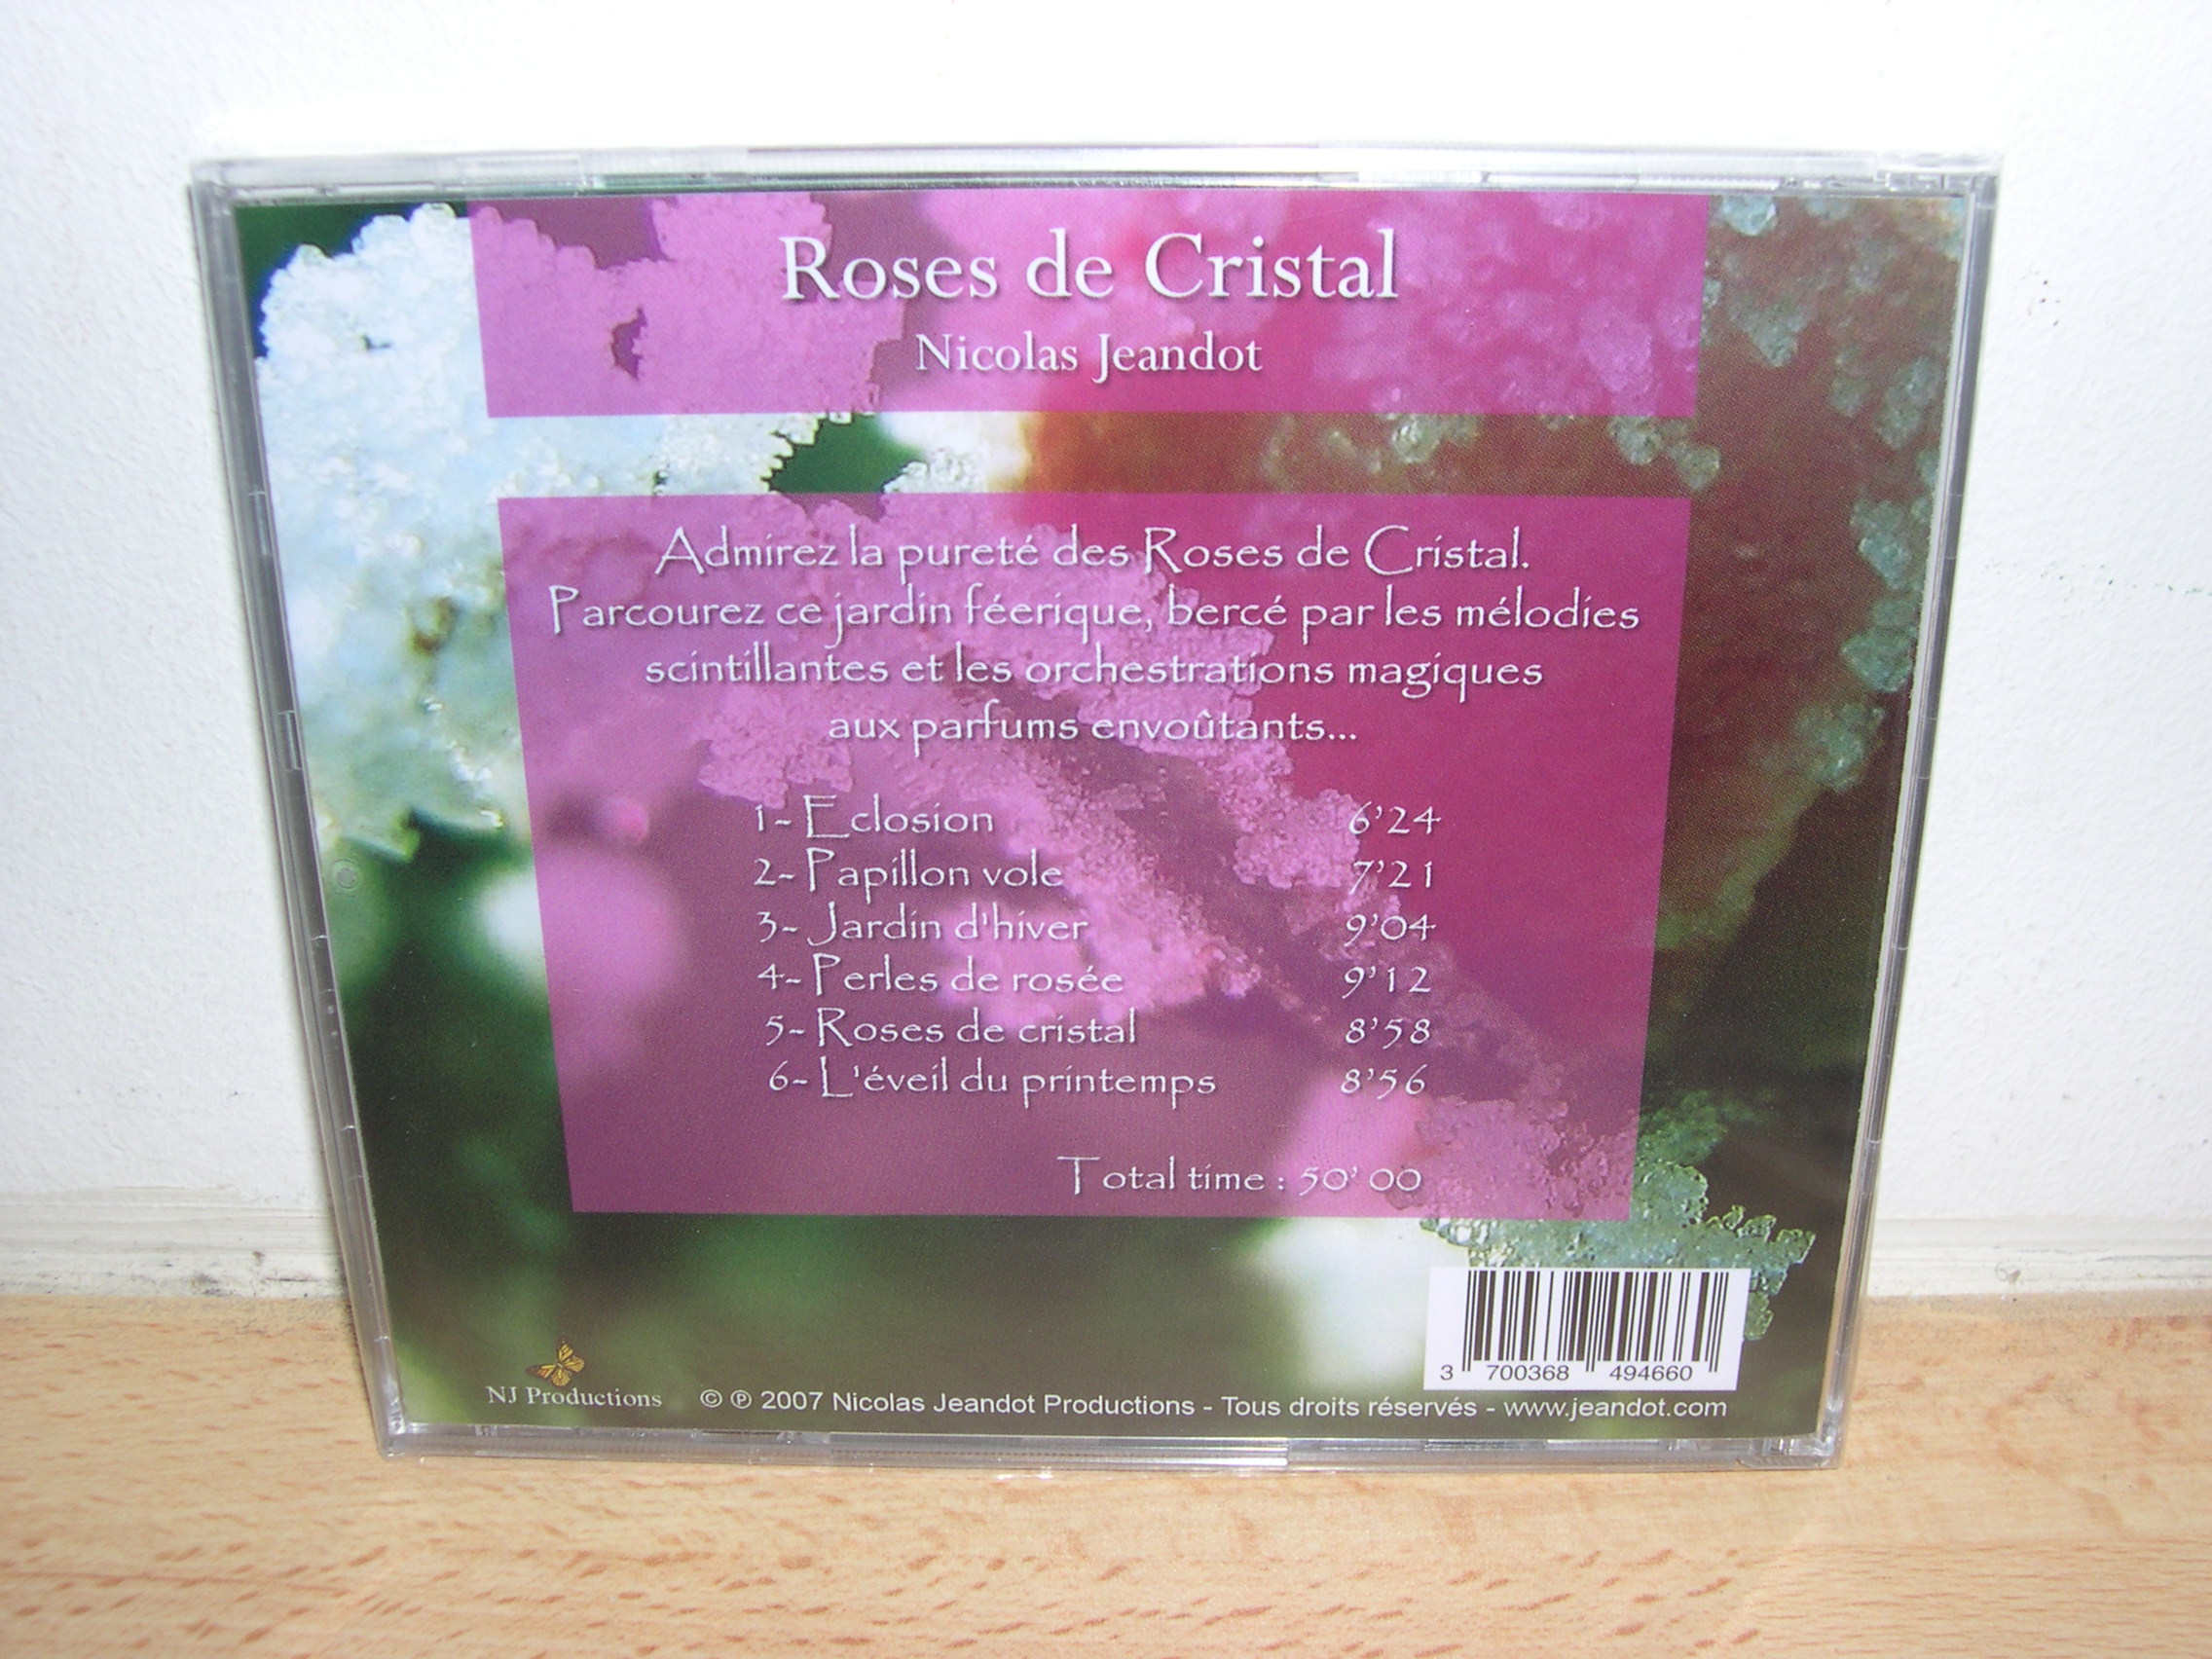 Roses de Cristal
Nicolas Jeandot
Admirez la pureté des Roses de Cristal.
Parcourez ce jardin féerique, bercé par les mélodies
scintillantes et les orchestrations magiques
aux parfums envoûtants...
1- Eclosion 6'24
2- Papillon vole 7'21
3- Jardin d'hiver 9'04
4- Perles de rosée 9'12
5- Roses de cristal 8'58
6- L'éveil du printemps 8'56
Total time : 50' 00
3 700368 494660
NJ Productions
© ℗ 2007 Nicolas Jeandot Productions - Tous droits réservés - www.jeandot.com